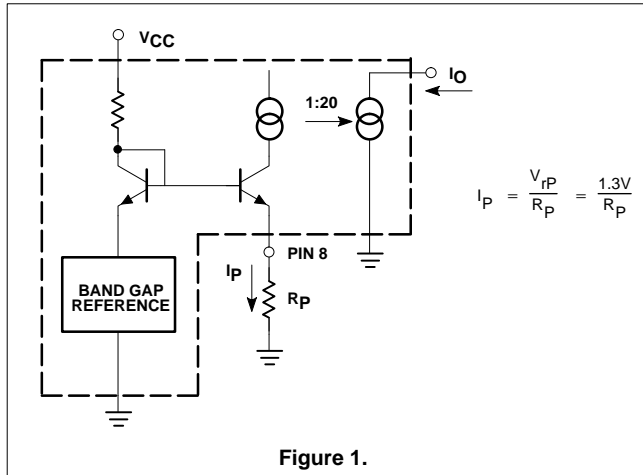 VCC
IO
1:20
IP = VrP / RP = 1.3V / RP
PIN 8
IP
RP
BAND GAP
REFERENCE
Figure 1.